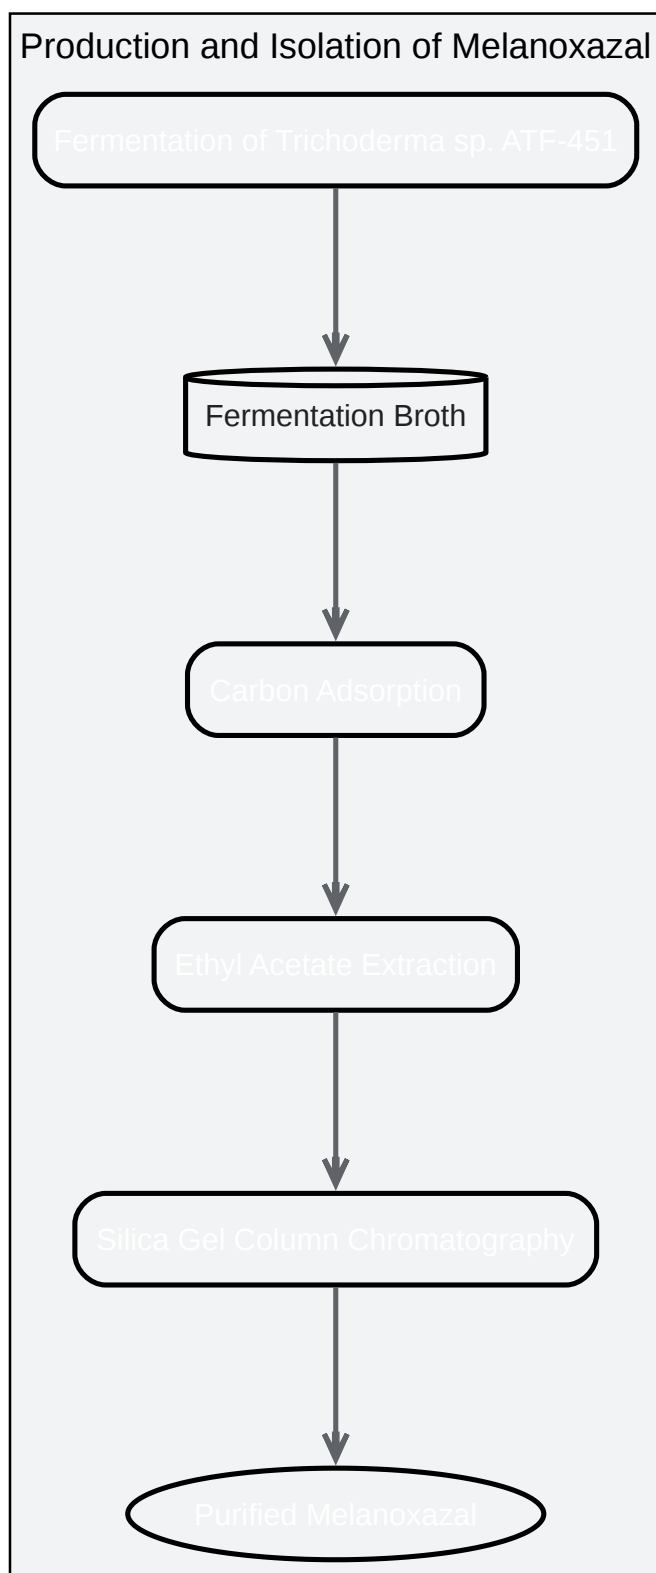 Production and Isolation of Melanoxazal
Fermentation of Trichoderma sp. ATF-451
Fermentation Broth
Carbon Adsorption
Ethyl Acetate Extraction
Silica Gel Column Chromatography
Purified Melanoxazal